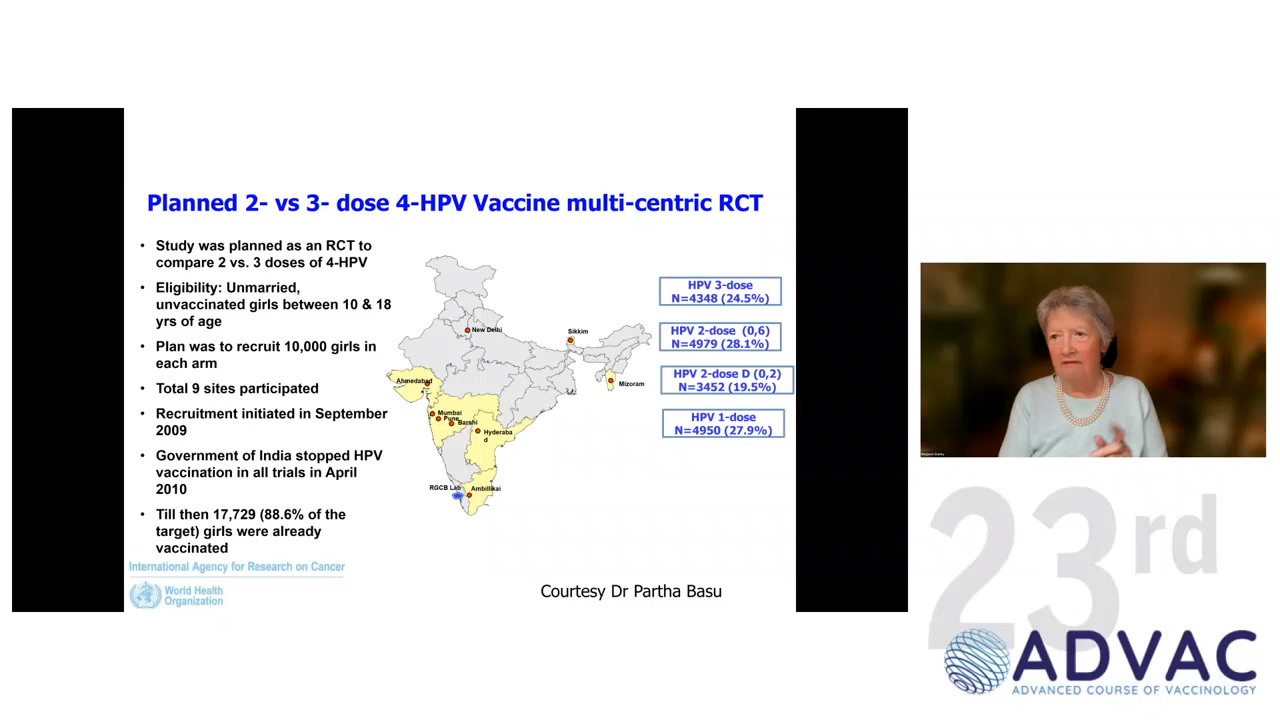 Planned 2- vs 3- dose 4-HPV Vaccine multi-centric RCT
• Study was planned as an RCT to
compare 2 vs. 3 doses of 4-HPV
• Eligibility: Unmarried,
unvaccinated girls between 10 & 18
yrs of age
• Plan was to recruit 10,000 girls in
each arm
• Total 9 sites participated
• Recruitment initiated in September
2009
• Government of India stopped HPV
vaccination in all trials in April
2010
• Till then 17,729 (88.6% of the
target) girls were already
vaccinated
New Delhi
Sikkim
Ahmedabad
Mizoram
Mumbai
Pune
Barshi
Hyderaba
d
RGCB Lab
Ambillikai
HPV 3-dose
N=4348 (24.5%)
HPV 2-dose (0,6)
N=4979 (28.1%)
HPV 2-dose D (0,2)
N=3452 (19.5%)
HPV 1-dose
N=4950 (27.9%)
International Agency for Research on Cancer
World Health
Organization
Courtesy Dr Partha Basu
Margaret Stanley
23rd
ADVAC
ADVANCED COURSE OF VACCINOLOGY